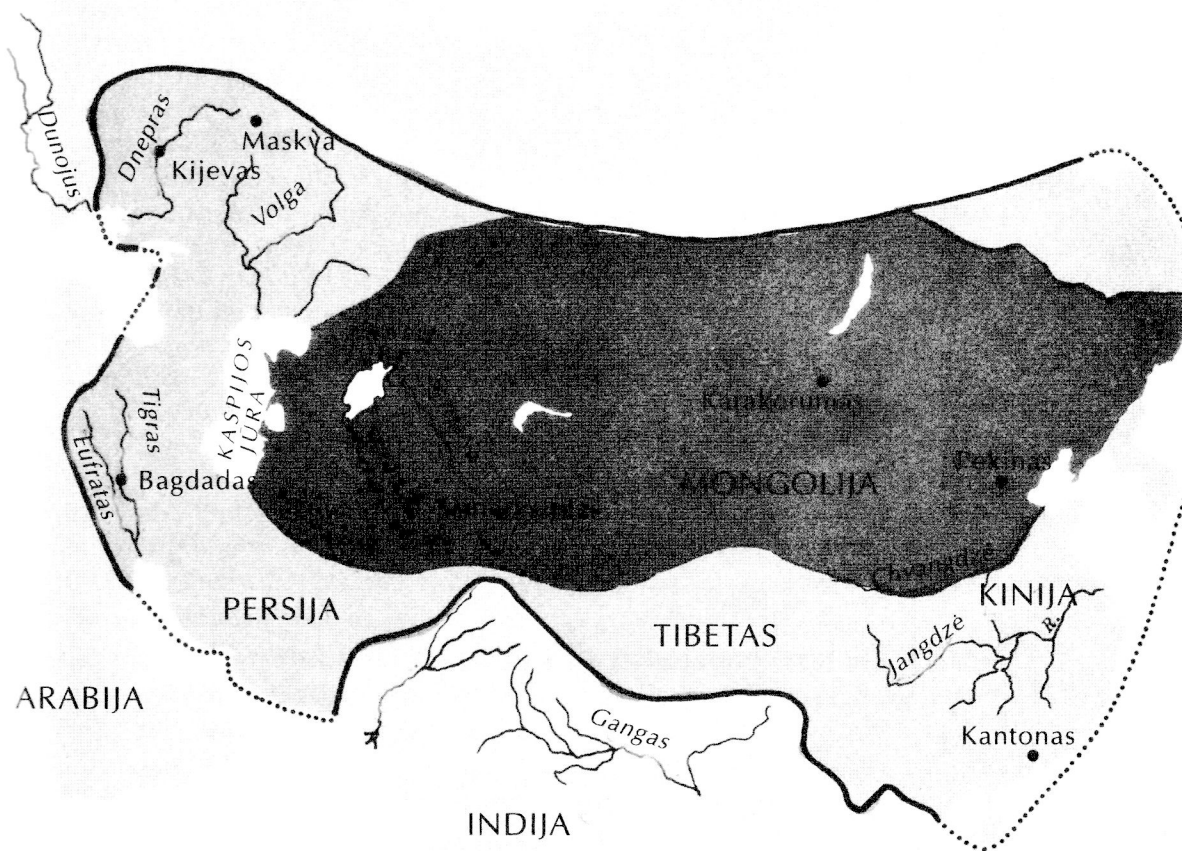 Dunojus
Dnepras
Maskva
Kijevas
Volga
KASPIJOS
JŪRA
Tigras
Eufratas
Bagdadas
Karakorumas
Pekinas
MONGOLIJA
Chvanadzė
PERSIJA
TIBETAS
KINIJA
R.
Jangdzė
ARABIJA
Gangas
Kantonas
INDIJA